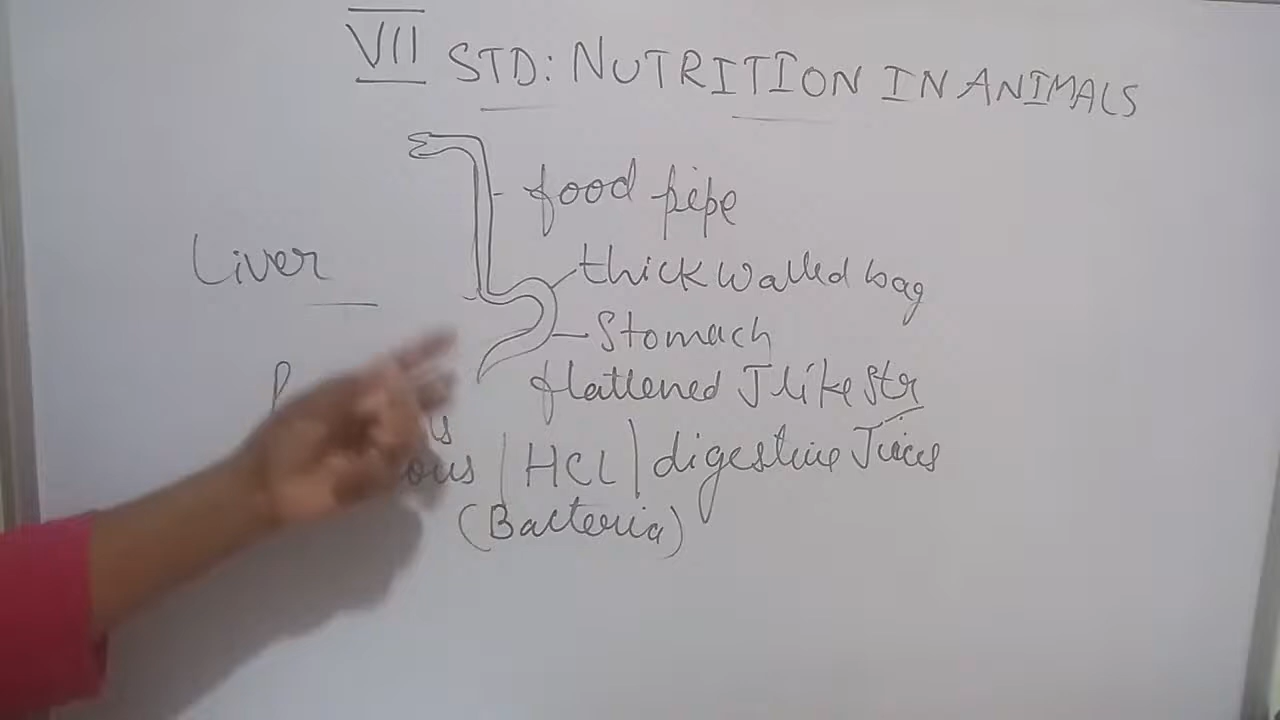 VII STD: NUTRITION IN ANIMALS
food pipe
Liver
thick walled bag
Stomach
flattened J like str
HCL | digestive Juices
(Bacteria)